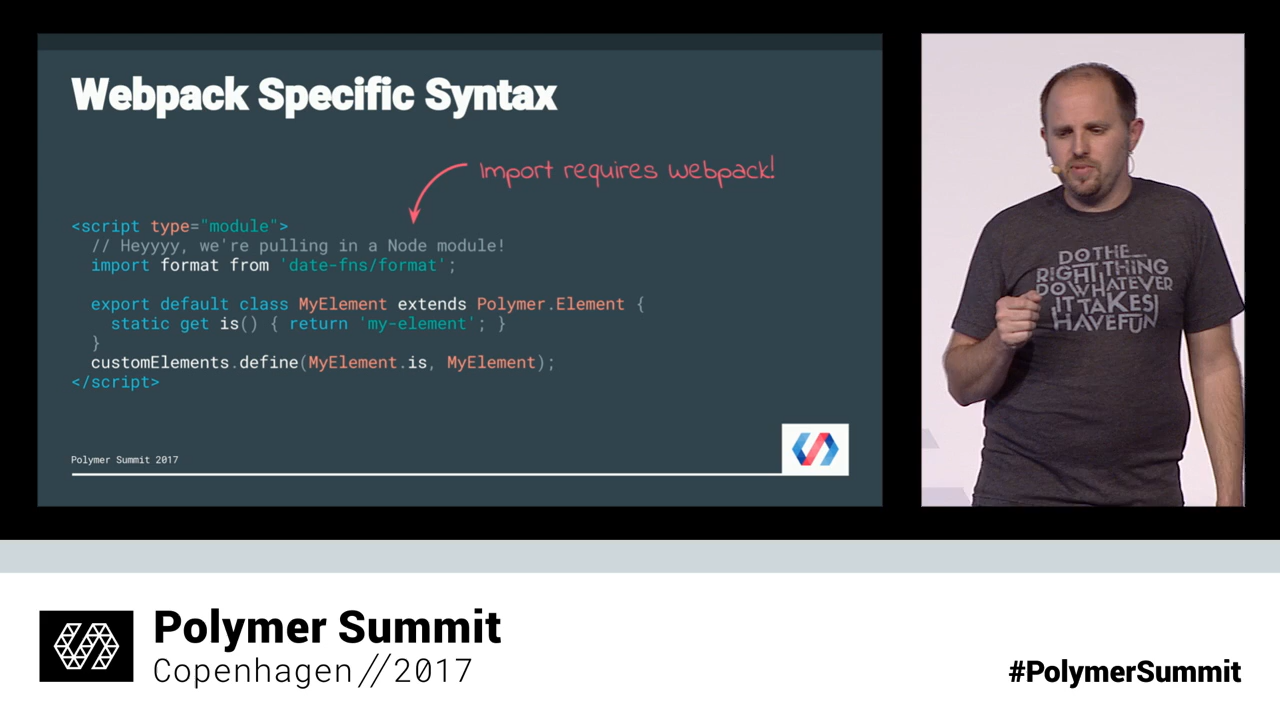 Webpack Specific Syntax
Import requires webpack!
<script type="module">
// Heyyyy, we're pulling in a Node module!
import format from 'date-fns/format';
export default class MyElement extends Polymer.Element {
static get is() { return 'my-element'; }
}
customElements.define(MyElement.is, MyElement);
</script>
Polymer Summit 2017
DO THE
RIGHT THING
DO WHATEVER
IT TAKES
HAVE FUN
Polymer Summit
Copenhagen//2017
#PolymerSummit